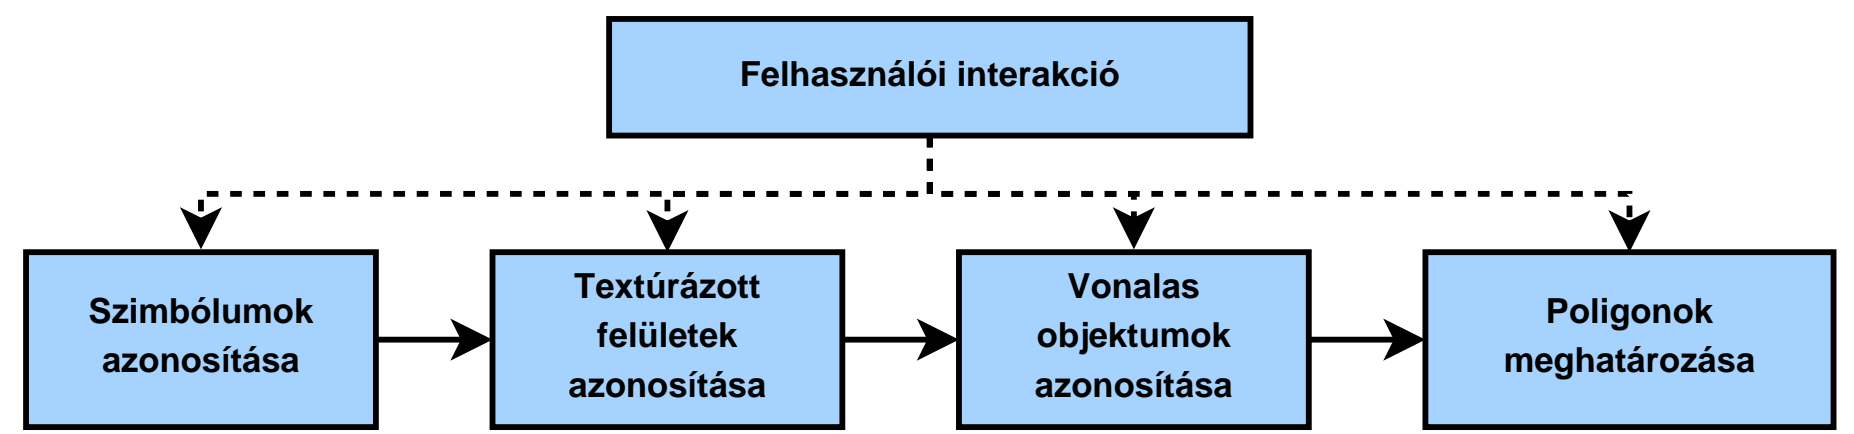 Felhasználói interakció
Szimbólumok
azonosítása
Textúrázott
felületek
azonosítása
Vonalas
objektumok
azonosítása
Poligonok
meghatározása